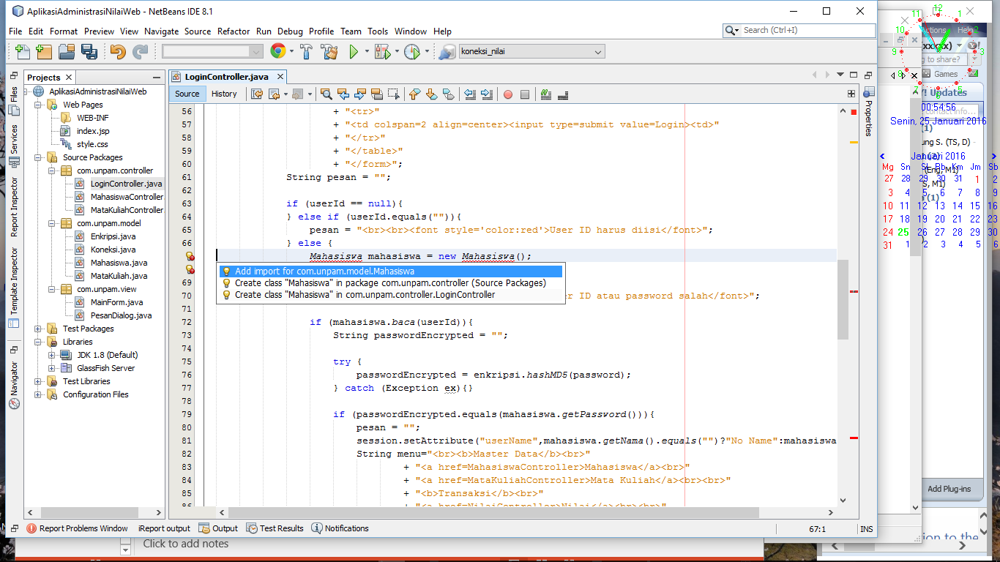 AplikasiAdministrasiNilaiWeb - NetBeans IDE 8.1
File Edit Format Preview View Navigate Source Refactor Run Debug Profile Team Tools Window Help
Search (Ctrl+I)
koneksi_nilai
Files
Services
Report Inspector
Template Inspector
Navigator
Projects
AplikasiAdministrasiNilaiWeb
Web Pages
WEB-INF
index.jsp
style.css
Source Packages
com.unpam.controller
LoginController.java
MahasiswaController
MataKuliahController
com.unpam.model
Enkripsi.java
Koneksi.java
Mahasiswa.java
MataKuliah.java
com.unpam.view
MainForm.java
PesanDialog.java
Test Packages
Libraries
JDK 1.8 (Default)
GlassFish Server
Test Libraries
Configuration Files
LoginController.java
Source History
Properties
56 + "<tr>"
57 + "<td colspan=2 align=center><input type=submit value=Login><td>"
58 + "</tr>"
59 + "</table>"
60 + "</form>";
61 String pesan = "";
62
63 if (userId == null){
64 } else if (userId.equals("")){
65 pesan = "<br><br><font style='color:red'>User ID harus diisi</font>";
66 } else {
Mahasiswa mahasiswa = new Mahasiswa();
Add import for com.unpam.model.Mahasiswa
Create class "Mahasiswa" in package com.unpam.controller (Source Packages)
Create class "Mahasiswa" in com.unpam.controller.LoginController
69
70 ID atau password salah</font>";
71
72 if (mahasiswa.baca(userId)){
73 String passwordEncrypted = "";
74
75 try {
76 passwordEncrypted = enkripsi.hashMD5(password);
77 } catch (Exception ex){}
78
79 if (passwordEncrypted.equals(mahasiswa.getPassword())){
80 pesan = "";
81 session.setAttribute("userName",mahasiswa.getNama().equals("")?"No Name":mahasiswa
82 String menu="<br><b>Master Data</b><br>"
83 + "<a href=MahasiswaController>Mahasiswa</a><br>"
84 + "<a href=MataKuliahController>Mata Kuliah</a><br><br>"
85 + "<b>Transaksi</b><br>"
86 + "<a href=NilaiController>Nilai</a><br><br>"
Report Problems Window iReport output Output Test Results Notifications
67:1 INS
Click to add notes
12
11 1
10 2
9 3
8
Actions Help
to share?
Games
Y! Updates
00:54:56
Senin, 25 Januari 2016
Januari 2016
Mg Sn Sl Rb Km Jm Sb
27 28 29 30 31 1 2
3 4 5 6 7 8 9
10 11 12 13 14 15 16
17 18 19 20 21 22 23
24 25 26 27 28 29 30
31 1 2 3 4 5 6
Add Plug-ins